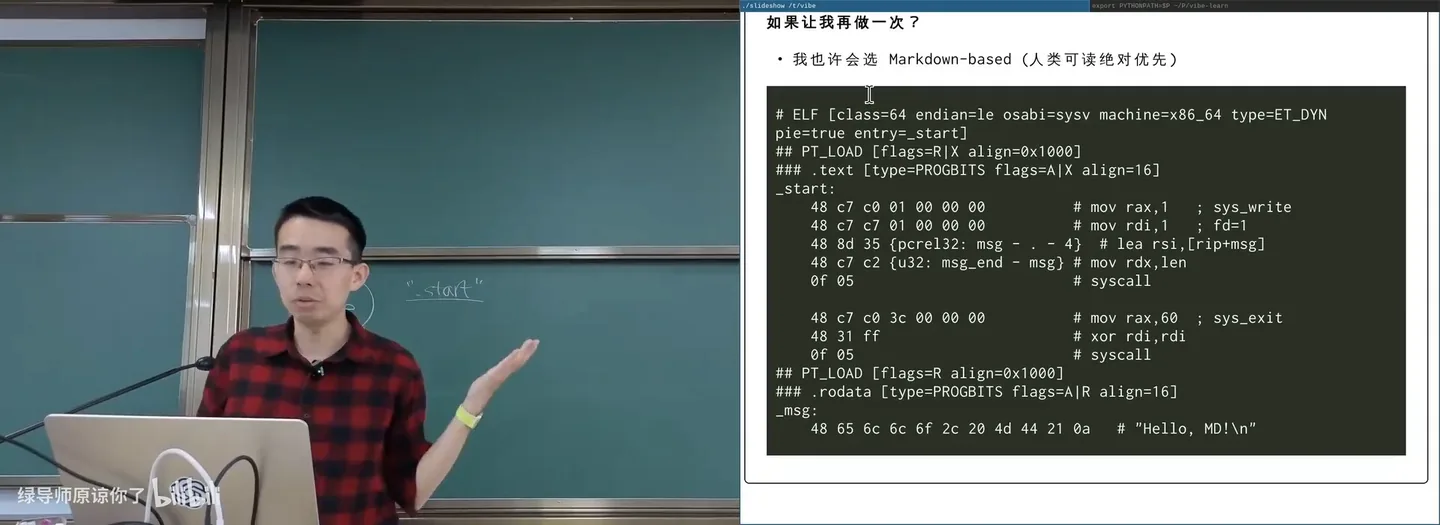 ./slideshow /t/vibe
export PYTHONPATH=$P ~/P/vibe-learn
如果让我再做一次？
• 我也许会选 Markdown-based (人类可读绝对优先)
# ELF [class=64 endian=le osabi=sysv machine=x86_64 type=ET_DYN
pie=true entry=_start]
## PT_LOAD [flags=R|X align=0x1000]
### .text [type=PROGBITS flags=A|X align=16]
_start:
48 c7 c0 01 00 00 00 # mov rax,1 ; sys_write
48 c7 c7 01 00 00 00 # mov rdi,1 ; fd=1
48 8d 35 {pcrel32: msg - . - 4} # lea rsi,[rip+msg]
48 c7 c2 {u32: msg_end - msg} # mov rdx,len
0f 05 # syscall
48 c7 c0 3c 00 00 00 # mov rax,60 ; sys_exit
48 31 ff # xor rdi,rdi
0f 05 # syscall
## PT_LOAD [flags=R align=0x1000]
### .rodata [type=PROGBITS flags=A|R align=16]
_msg:
48 65 6c 6c 6f 2c 20 4d 44 21 0a # "Hello, MD!\n"
".start"
绿导师原谅你了 bilibili